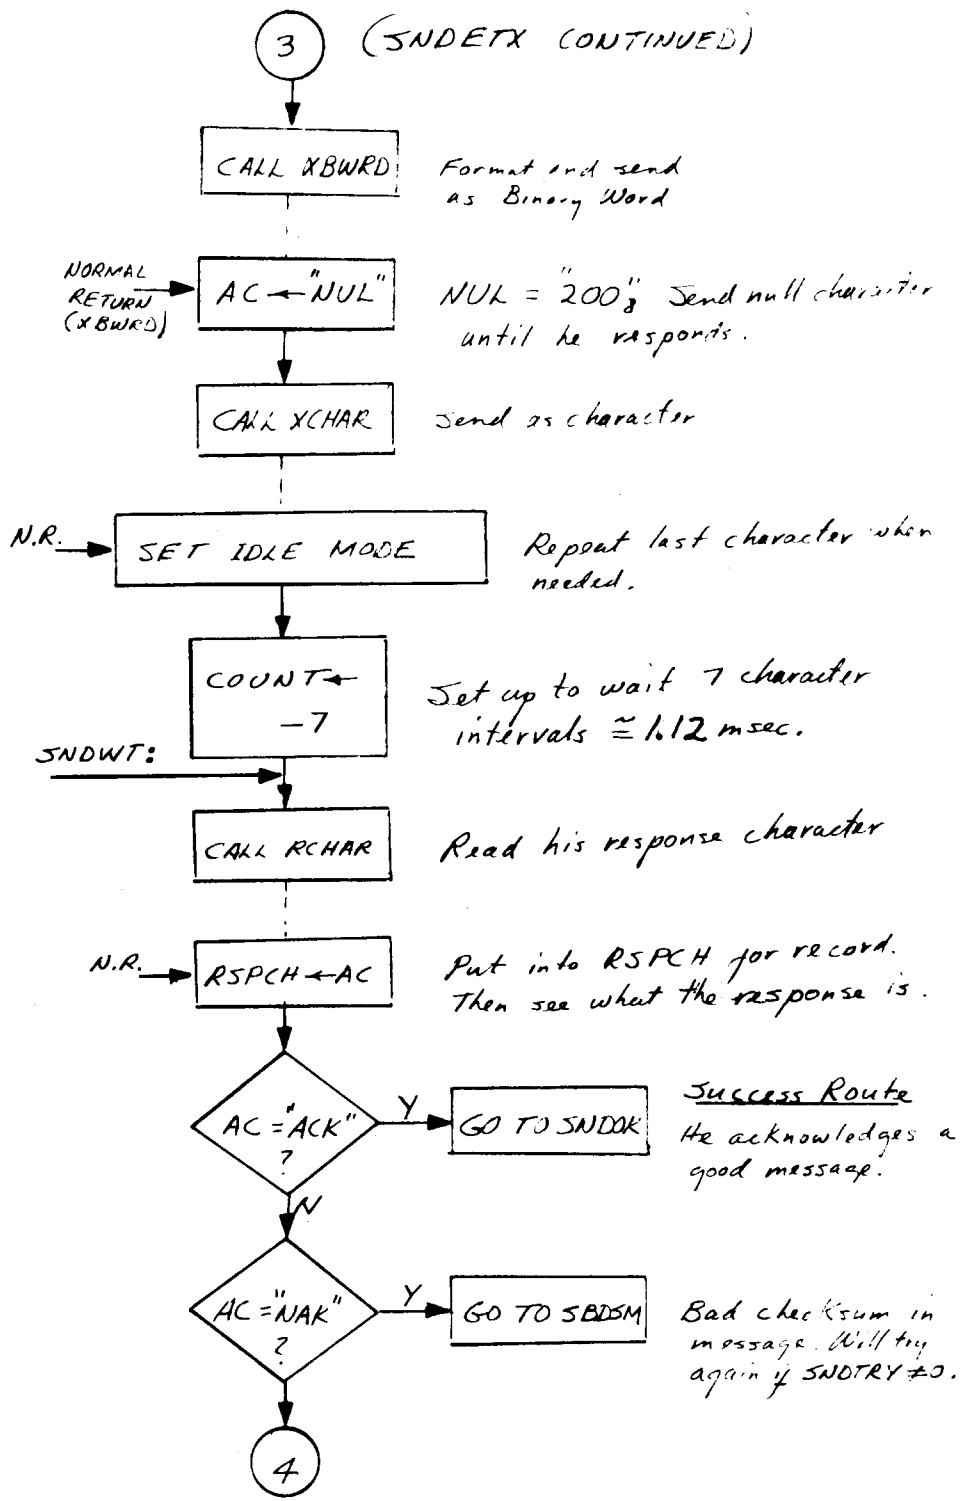 3 (SNDETX CONTINUED)
CALL XBWRD
Format and send
as Binary Word
NORMAL
RETURN
(XBWRD)
AC ← "NUL"
NUL = "200"8 Send null character
until he responds.
CALL XCHAR
Send as character
N.R.
SET IDLE MODE
Repeat last character when
needed.
COUNT ←
-7
Set up to wait 7 character
intervals ≅ 1.12 msec.
SNDWT:
CALL RCHAR
Read his response character
N.R.
RSPCH ← AC
Put into RSPCH for record.
Then see what the response is.
AC = "ACK"
?
Y
GO TO SNDOK
Success Route
He acknowledges a
good message.
N
AC = "NAK"
?
Y
GO TO SBDSM
Bad checksum in
message. Will try
again if SNDTRY ≠ 0.
4